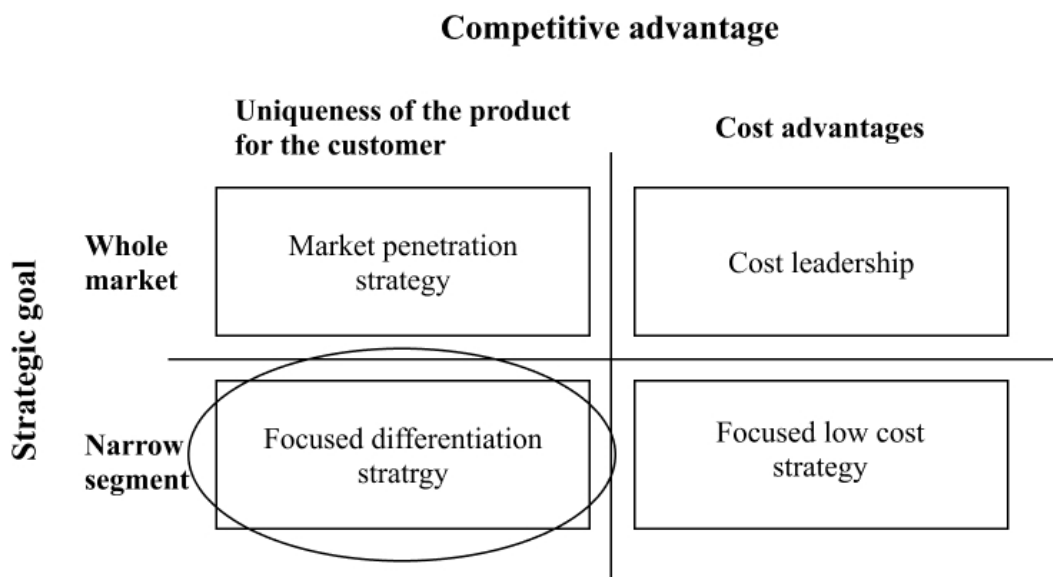 Competitive advantage
Uniqueness of the product
for the customer
Cost advantages
Strategic goal
Whole
market
Market penetration
strategy
Cost leadership
Narrow
segment
Focused differentiation
stratrgy
Focused low cost
strategy